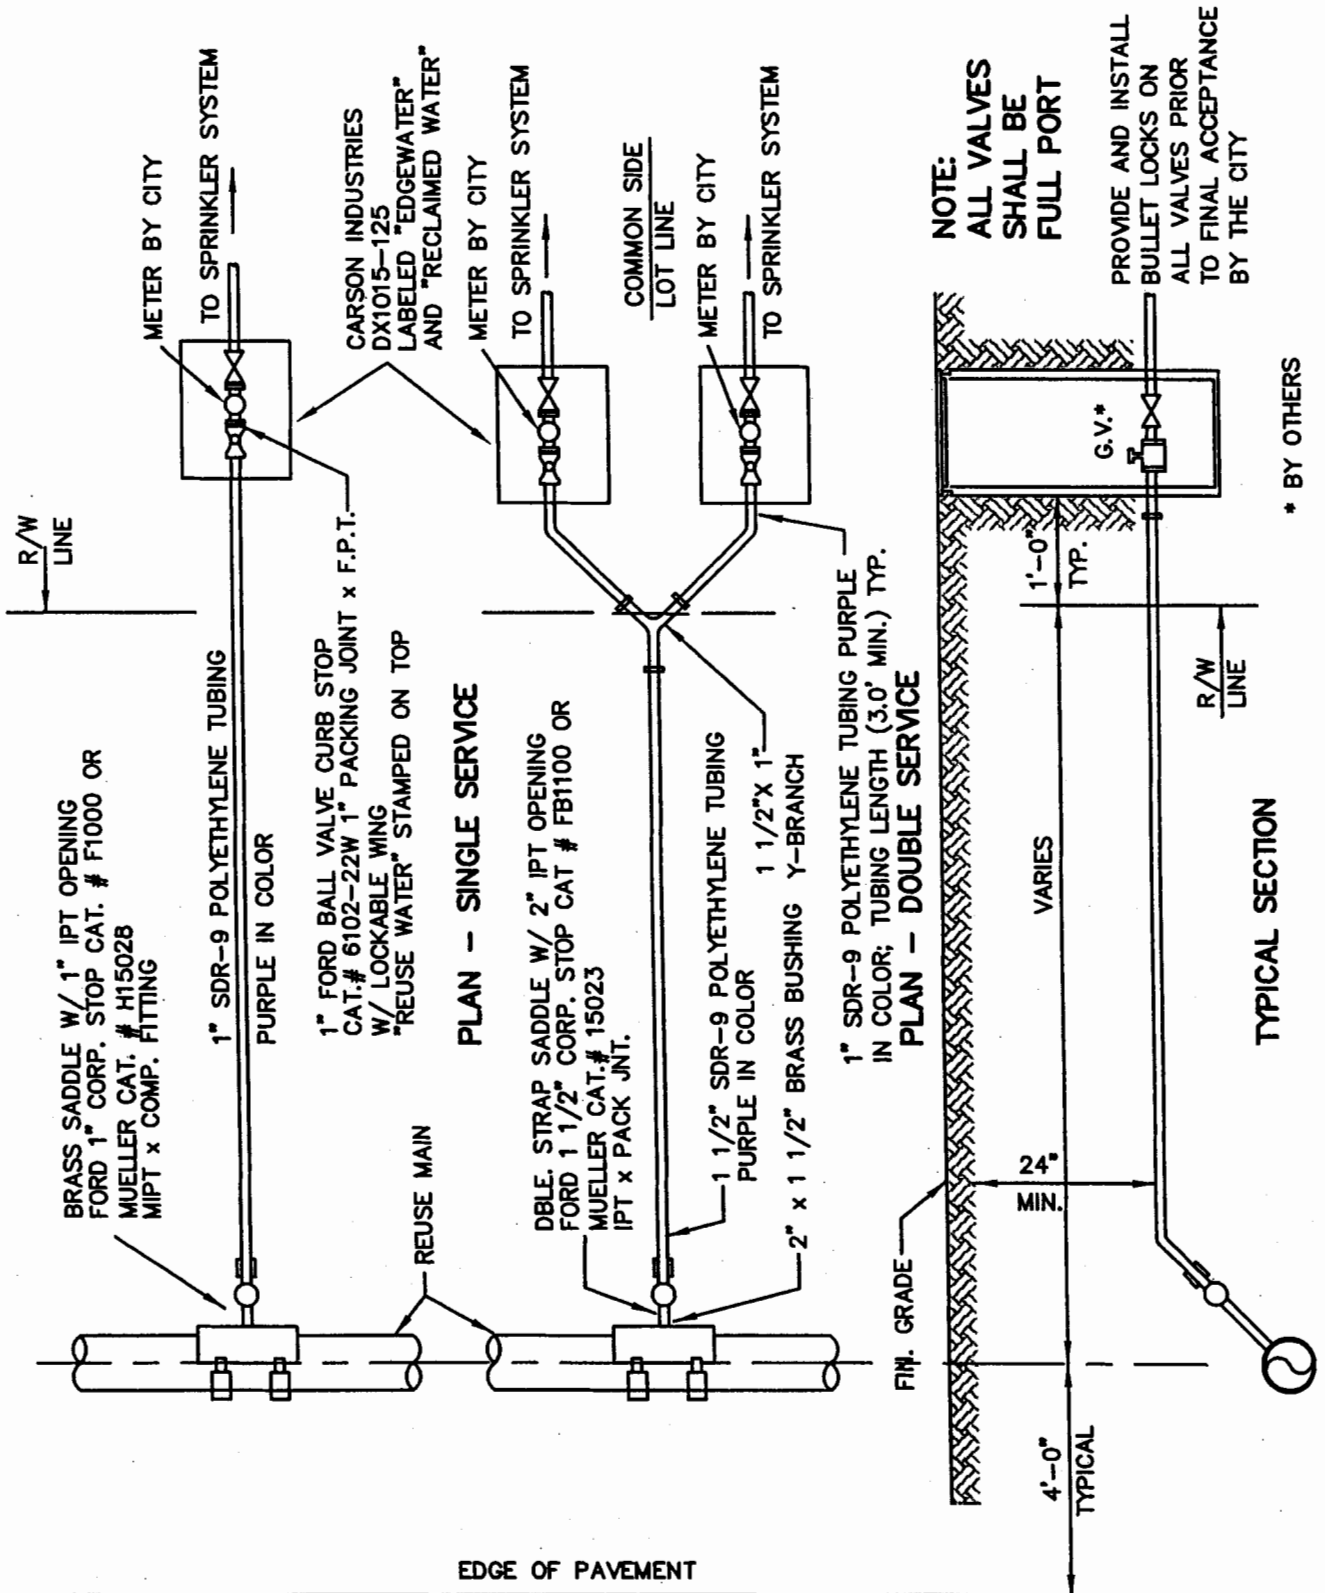 BRASS SADDLE W/ 1" IPT OPENING
FORD 1" CORP. STOP CAT. # F1000 OR
MUELLER CAT. # H15028
MIPT x COMP. FITTING
1" SDR-9 POLYETHYLENE TUBING
PURPLE IN COLOR
R/W
LINE
METER BY CITY
TO SPRINKLER SYSTEM
1" FORD BALL VALVE CURB STOP
CAT.# 6102-22W 1" PACKING JOINT x F.P.T.
W/ LOCKABLE WING
"REUSE WATER" STAMPED ON TOP
CARSON INDUSTRIES
DX1015-125
LABELED "EDGEWATER"
AND "RECLAIMED WATER"
PLAN - SINGLE SERVICE
REUSE MAIN
METER BY CITY
TO SPRINKLER SYSTEM
DBLE. STRAP SADDLE W/ 2" IPT OPENING
FORD 1 1/2" CORP. STOP CAT # FB1100 OR
MUELLER CAT.# 15023
IPT x PACK JNT.
COMMON SIDE
LOT LINE
METER BY CITY
TO SPRINKLER SYSTEM
1 1/2" SDR-9 POLYETHYLENE TUBING
PURPLE IN COLOR
1 1/2"X 1"
Y-BRANCH
2" x 1 1/2" BRASS BUSHING
1" SDR-9 POLYETHYLENE TUBING PURPLE
IN COLOR; TUBING LENGTH (3.0' MIN.) TYP.
PLAN - DOUBLE SERVICE
NOTE:
ALL VALVES
SHALL BE
FULL PORT
FIN. GRADE
24"
MIN.
VARIES
4'-0"
TYPICAL
1'-0"
TYP.
G.V.*
PROVIDE AND INSTALL
BULLET LOCKS ON
ALL VALVES PRIOR
TO FINAL ACCEPTANCE
BY THE CITY
R/W
LINE
TYPICAL SECTION
* BY OTHERS
EDGE OF PAVEMENT